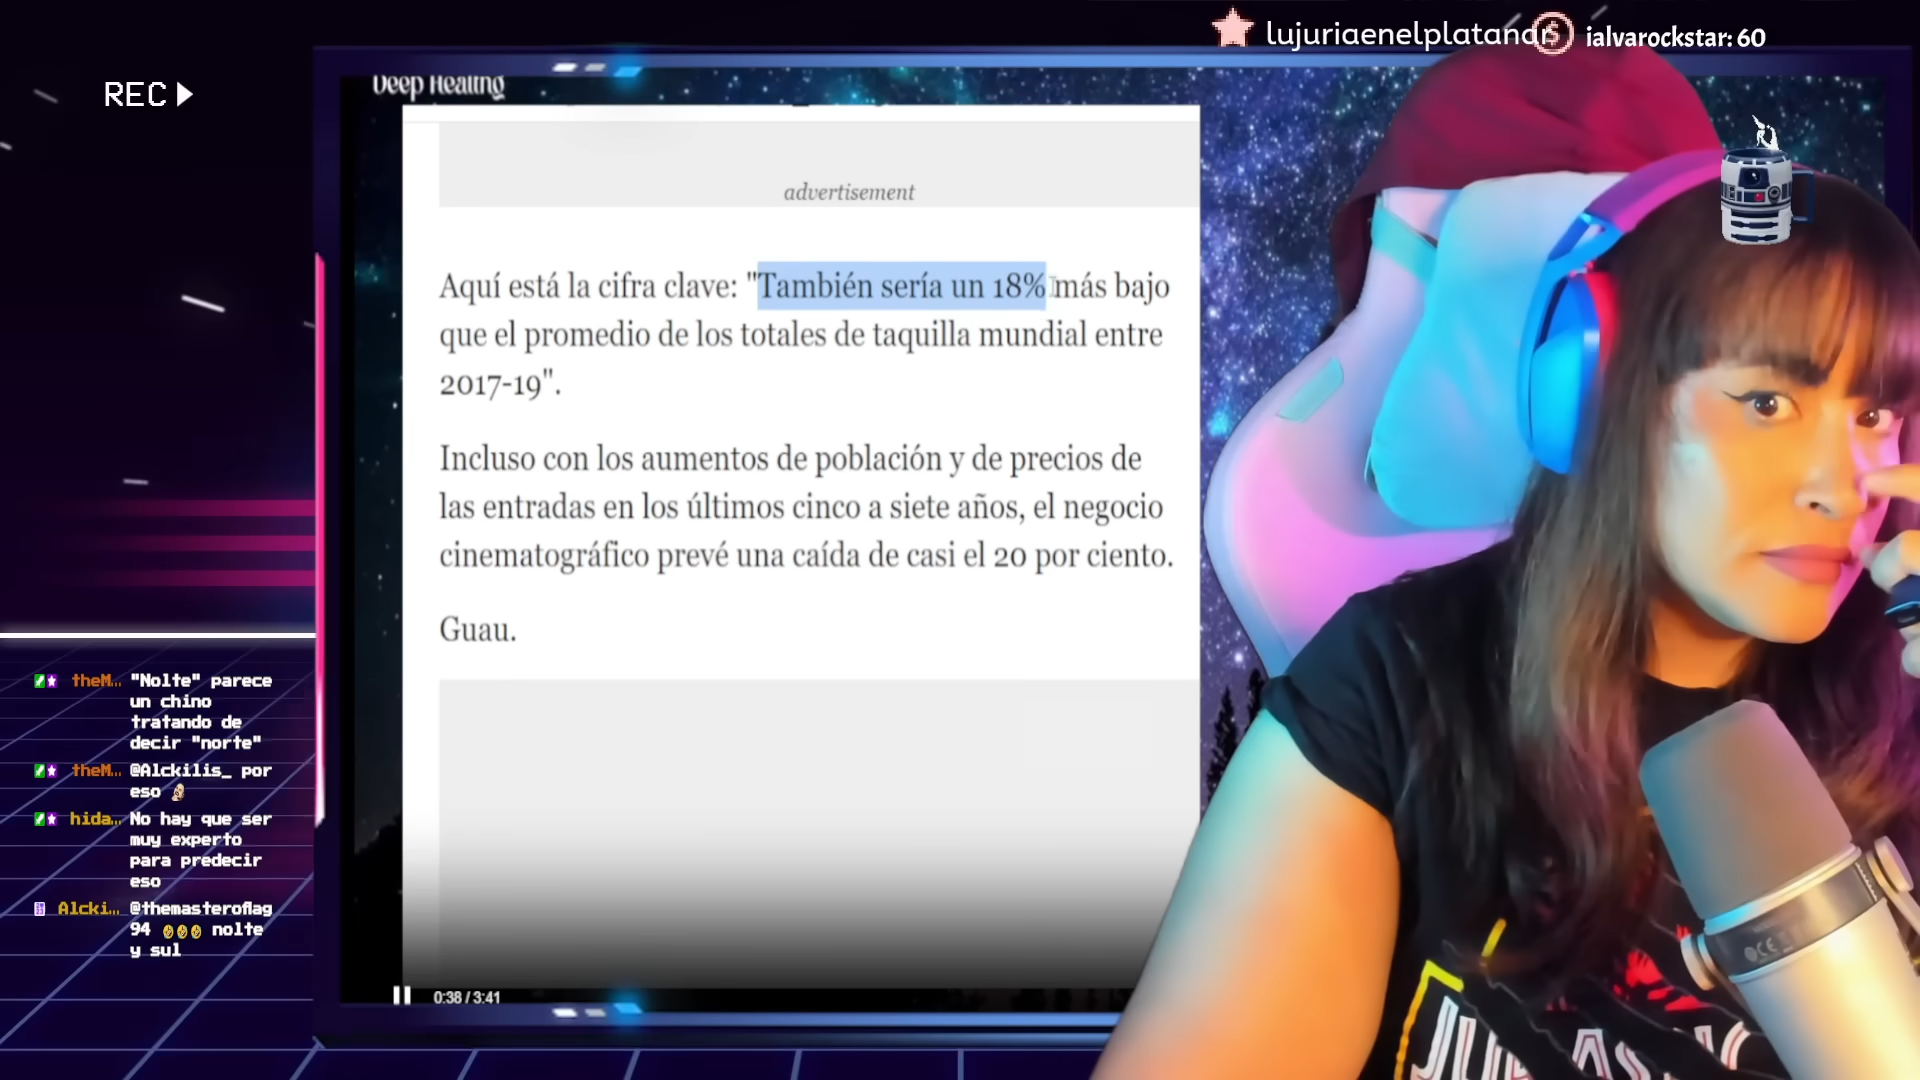 lujuriaenelplatanar
ialvarockstar: 60
REC
Deep Healing
advertisement
Aquí está la cifra clave: "También sería un 18% más bajo
que el promedio de los totales de taquilla mundial entre
2017-19".
Incluso con los aumentos de población y de precios de
las entradas en los últimos cinco a siete años, el negocio
cinematográfico prevé una caída de casi el 20 por ciento.
Guau.
theM... "Nolte" parece
un chino
tratando de
decir "norte"
theM... @Alckilis_ por
eso
hida... No hay que ser
muy experto
para predecir
eso
Alcki... @themasteroflag
94 nolte
y sul
0:38 / 3:41